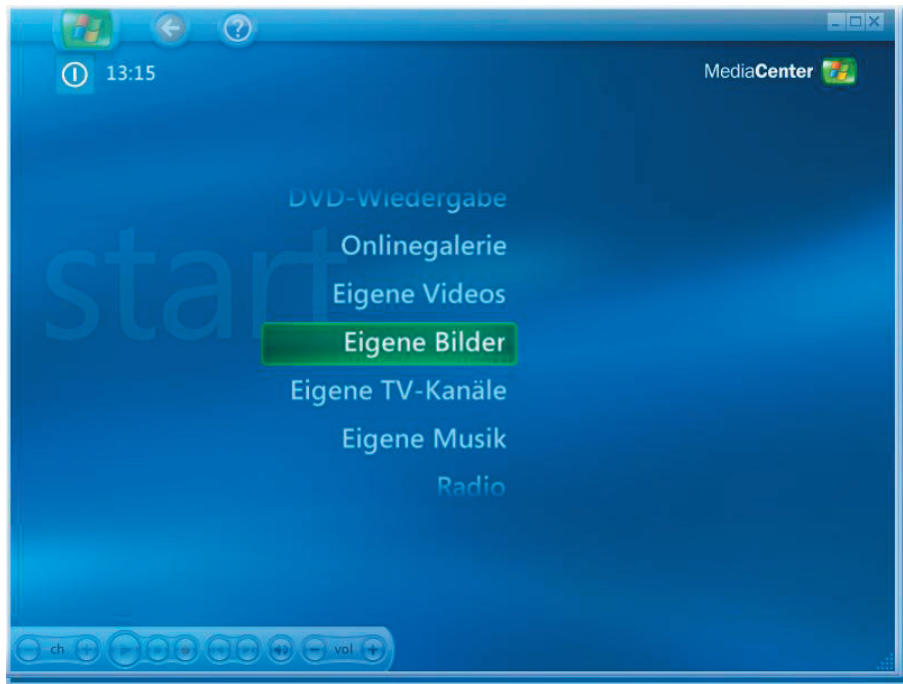 13:15
MediaCenter
start
DVD-Wiedergabe
Onlinegalerie
Eigene Videos
Eigene Bilder
Eigene TV-Kanäle
Eigene Musik
Radio
ch vol